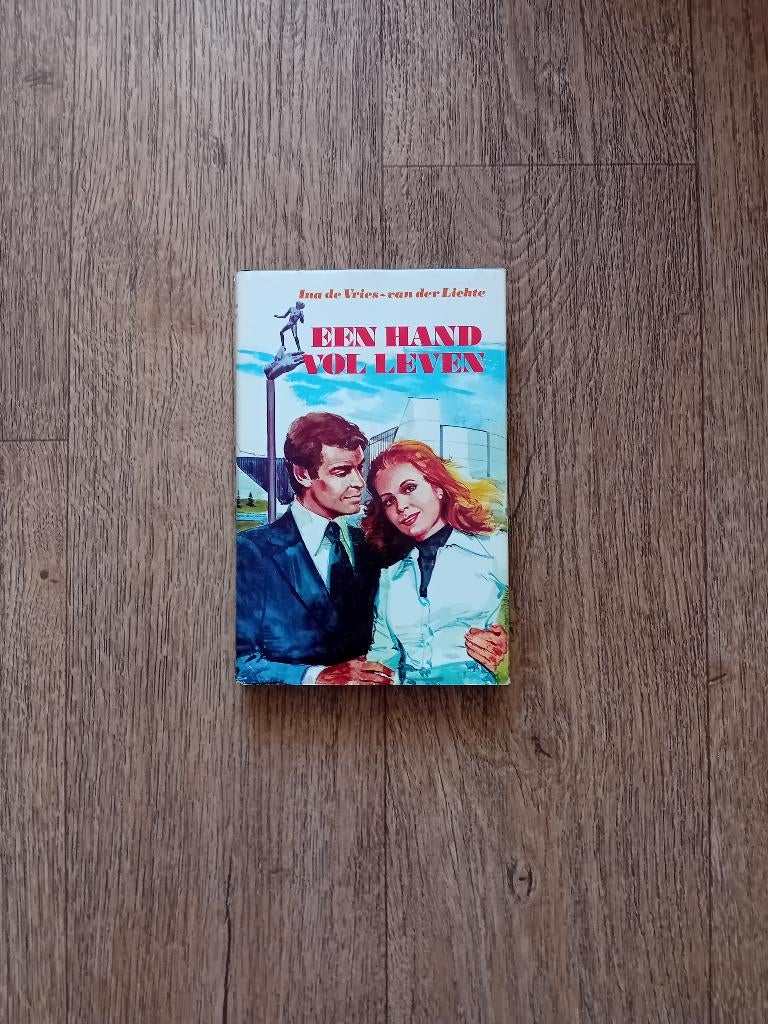 Ina de Vries-van der Lichte
EEN HAND
VOL LEVEN